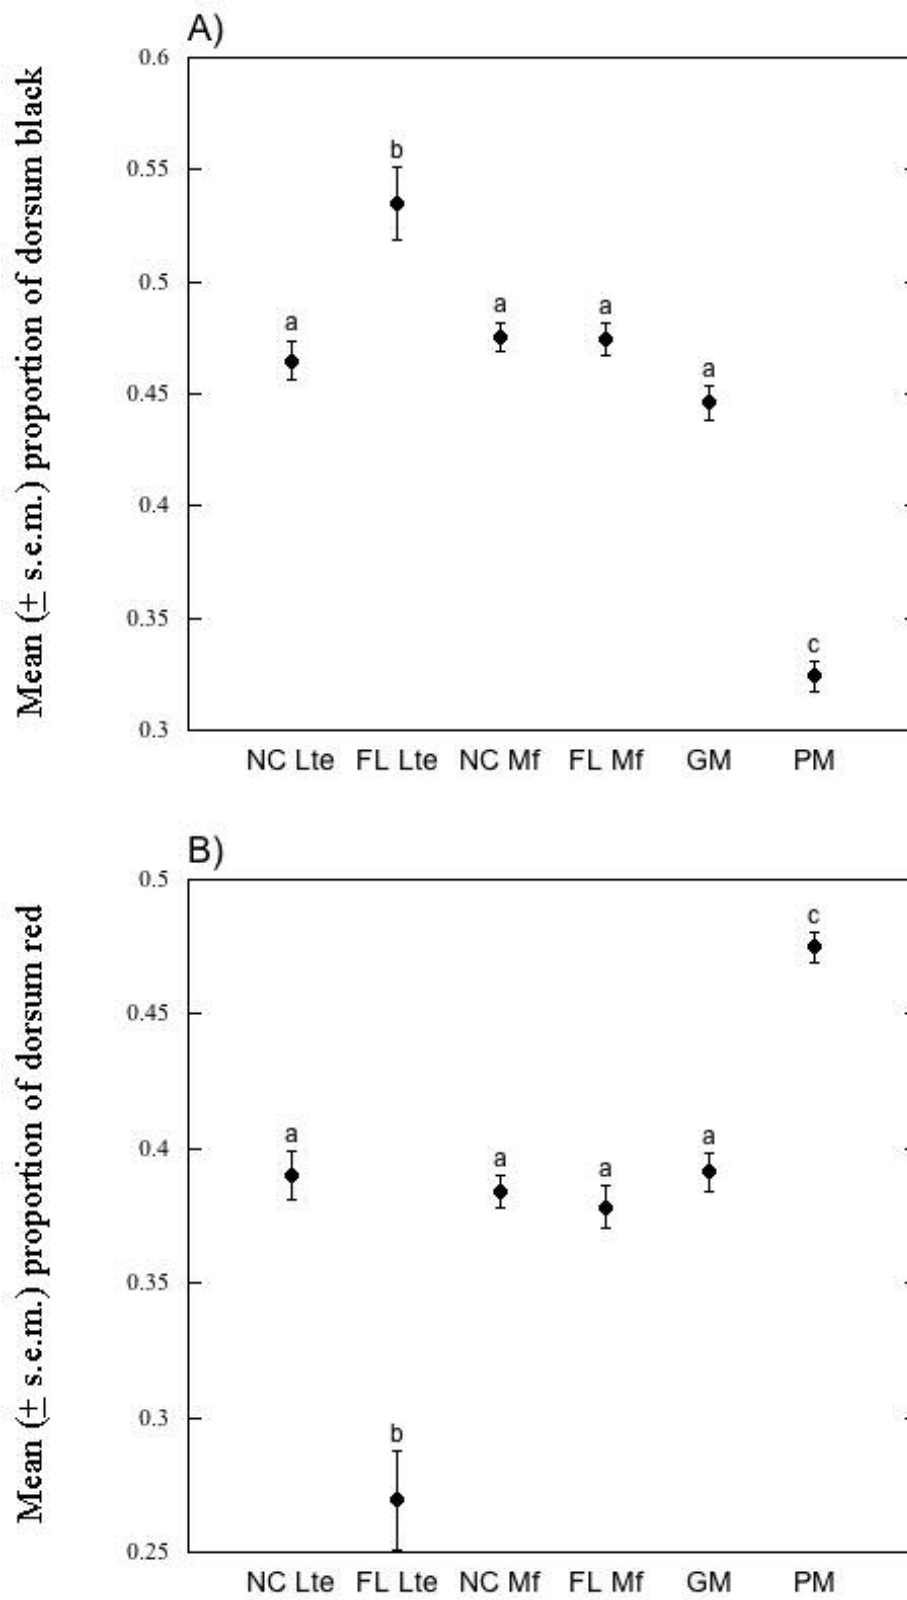 A)
Mean (± s.e.m.) proportion of dorsum black
0.6
0.55
0.5
0.45
0.4
0.35
0.3
a
b
a
a
a
c
NC Lte FL Lte NC Mf FL Mf GM PM
B)
Mean (± s.e.m.) proportion of dorsum red
0.5
0.45
0.4
0.35
0.3
0.25
a
b
a
a
a
c
NC Lte FL Lte NC Mf FL Mf GM PM